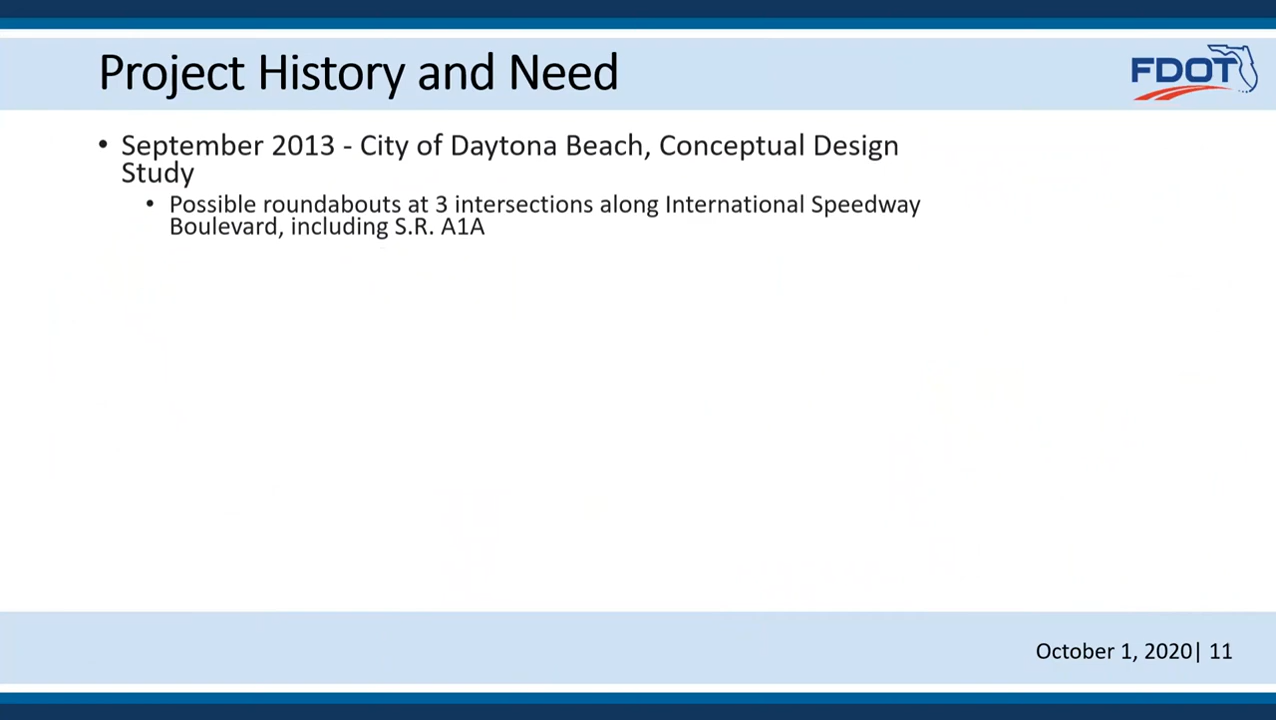 Project History and Need
FDOT
• September 2013 - City of Daytona Beach, Conceptual Design
Study
• Possible roundabouts at 3 intersections along International Speedway
Boulevard, including S.R. A1A
October 1, 2020| 11